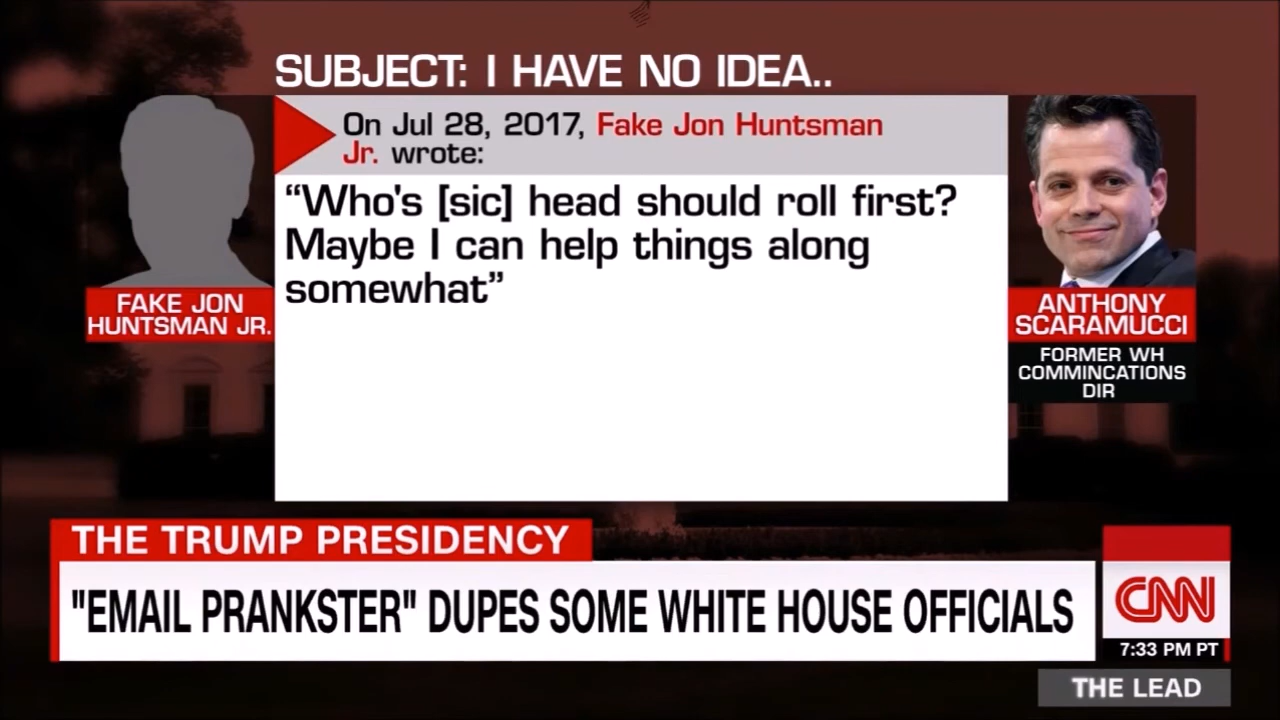 SUBJECT: I HAVE NO IDEA..
On Jul 28, 2017, Fake Jon Huntsman
Jr. wrote:
“Who's [sic] head should roll first?
Maybe I can help things along
somewhat”
FAKE JON
HUNTSMAN JR.
ANTHONY
SCARAMUCCI
FORMER WH
COMMINCATIONS
DIR
THE TRUMP PRESIDENCY
"EMAIL PRANKSTER" DUPES SOME WHITE HOUSE OFFICIALS
CNN
7:33 PM PT
THE LEAD